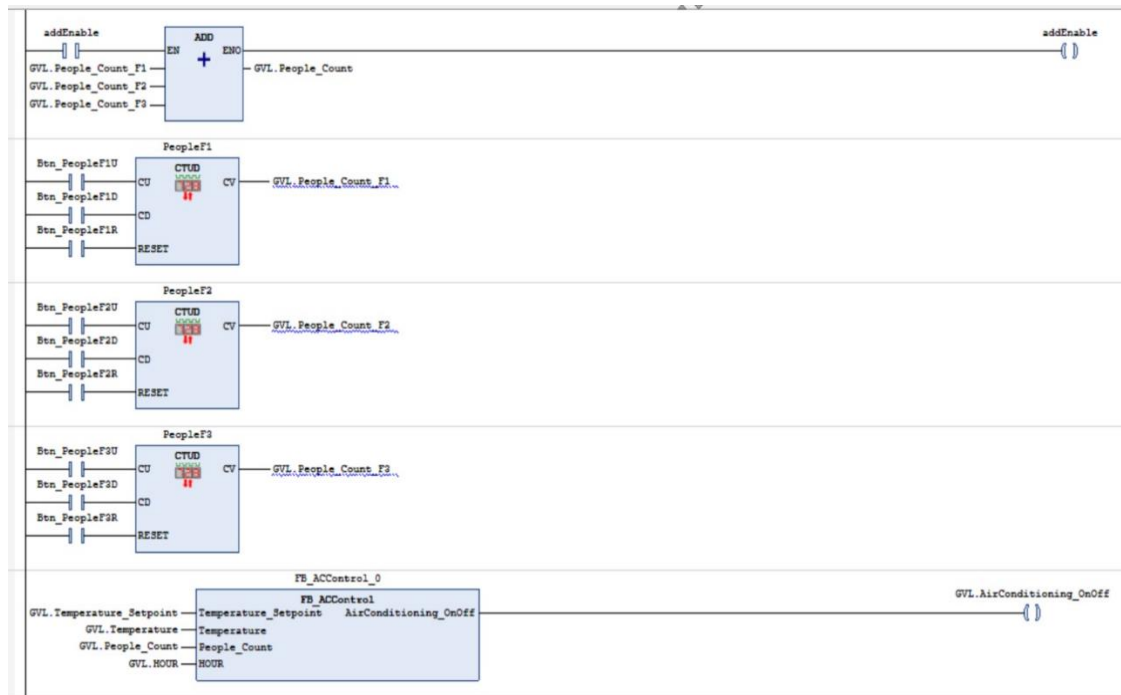 addEnable
ADD
addEnable
EN
ENO
+
GVL.People_Count_F1
GVL.People_Count
GVL.People_Count_F2
GVL.People_Count_F3
PeopleF1
Btn_PeopleF1U
CTUD
CU
CV
GVL.People_Count_F1
Btn_PeopleF1D
CD
Btn_PeopleF1R
RESET
PeopleF2
Btn_PeopleF2U
CTUD
CU
CV
GVL.People_Count_F2
Btn_PeopleF2D
CD
Btn_PeopleF2R
RESET
PeopleF3
Btn_PeopleF3U
CTUD
CU
CV
GVL.People_Count_F3
Btn_PeopleF3D
CD
Btn_PeopleF3R
RESET
FB_ACControl_0
FB_ACControl
GVL.AirConditioning_OnOff
GVL.Temperature_Setpoint
Temperature_Setpoint
AirConditioning_OnOff
GVL.Temperature
Temperature
GVL.People_Count
People_Count
GVL.HOUR
HOUR